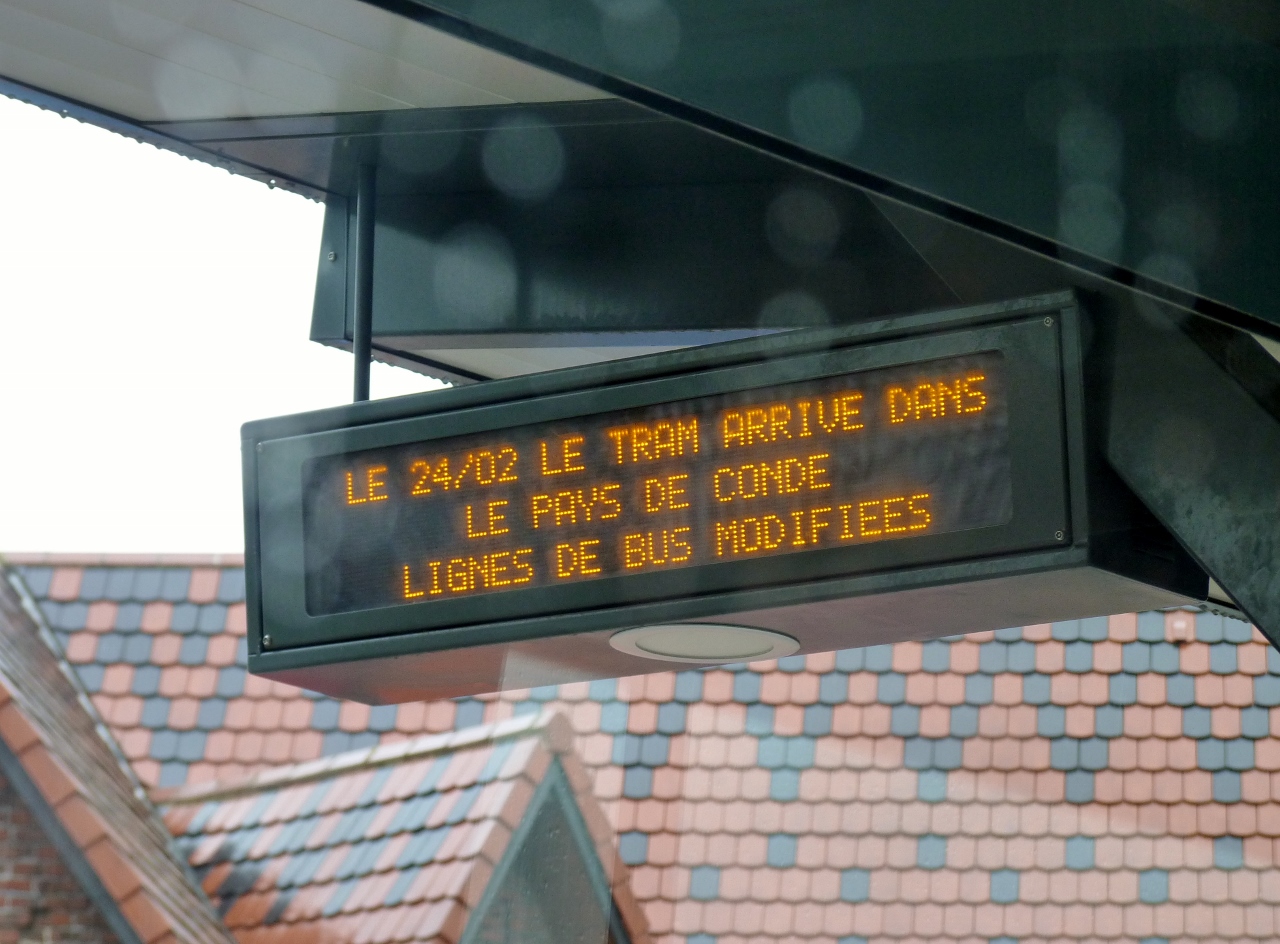 LE 24/02 LE TRAM ARRIVE DANS
LE PAYS DE CONDE
LIGNES DE BUS MODIFIEES